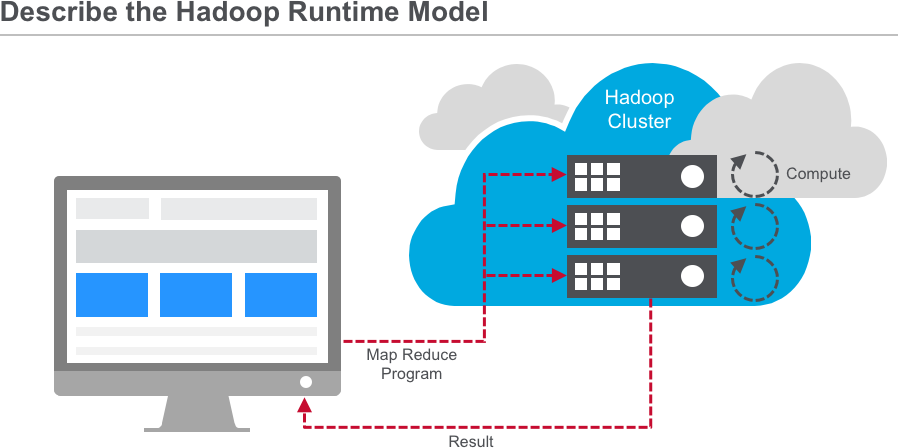 Describe the Hadoop Runtime Model
Hadoop
Cluster
Compute
Map Reduce
Program
Result